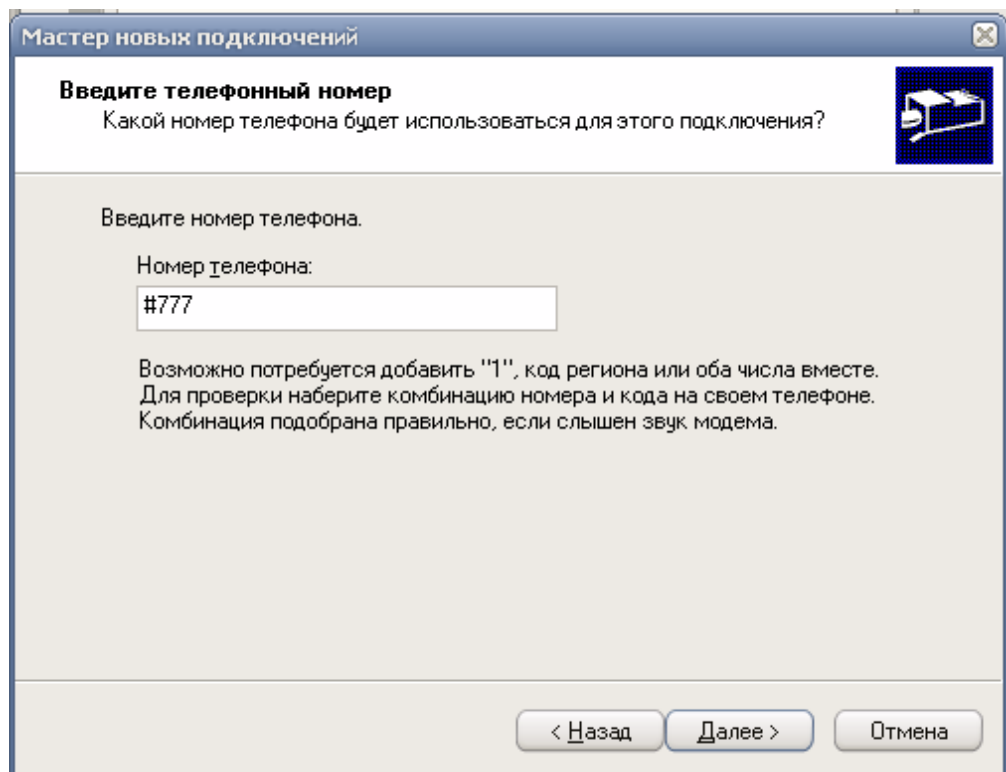 Мастер новых подключений
Введите телефонный номер
Какой номер телефона будет использоваться для этого подключения?
Введите номер телефона.
Номер телефона:
#777
Возможно потребуется добавить "1", код региона или оба числа вместе.
Для проверки наберите комбинацию номера и кода на своем телефоне.
Комбинация подобрана правильно, если слышен звук модема.
< Назад Далее > Отмена